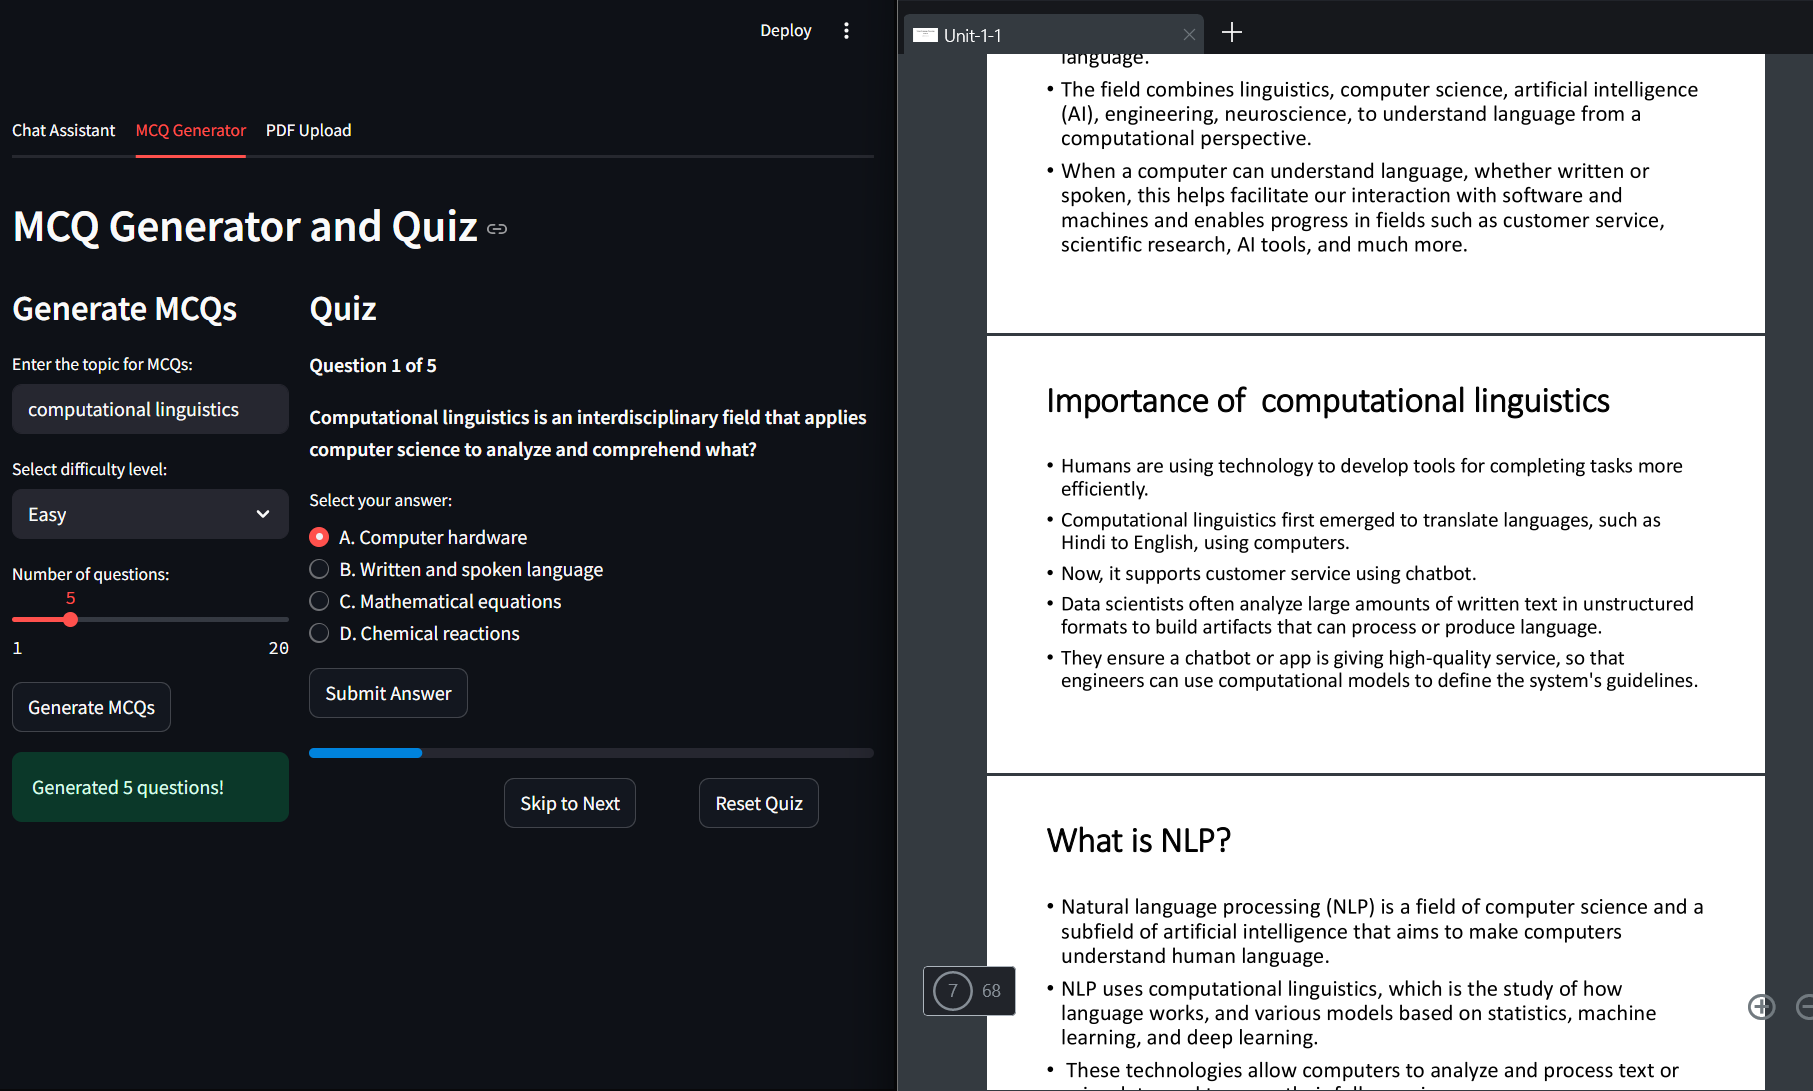 Deploy
Chat Assistant
MCQ Generator
PDF Upload
MCQ Generator and Quiz
Generate MCQs
Enter the topic for MCQs:
computational linguistics
Select difficulty level:
Easy
Number of questions:
5
1
20
Generate MCQs
Generated 5 questions!
Quiz
Question 1 of 5
Computational linguistics is an interdisciplinary field that applies
computer science to analyze and comprehend what?
Select your answer:
A. Computer hardware
B. Written and spoken language
C. Mathematical equations
D. Chemical reactions
Submit Answer
Skip to Next
Reset Quiz
Unit-1-1
language.
• The field combines linguistics, computer science, artificial intelligence
(AI), engineering, neuroscience, to understand language from a
computational perspective.
• When a computer can understand language, whether written or
spoken, this helps facilitate our interaction with software and
machines and enables progress in fields such as customer service,
scientific research, AI tools, and much more.
Importance of computational linguistics
• Humans are using technology to develop tools for completing tasks more
efficiently.
• Computational linguistics first emerged to translate languages, such as
Hindi to English, using computers.
• Now, it supports customer service using chatbot.
• Data scientists often analyze large amounts of written text in unstructured
formats to build artifacts that can process or produce language.
• They ensure a chatbot or app is giving high-quality service, so that
engineers can use computational models to define the system's guidelines.
What is NLP?
• Natural language processing (NLP) is a field of computer science and a
subfield of artificial intelligence that aims to make computers
understand human language.
• NLP uses computational linguistics, which is the study of how
language works, and various models based on statistics, machine
learning, and deep learning.
• These technologies allow computers to analyze and process text or
7
68